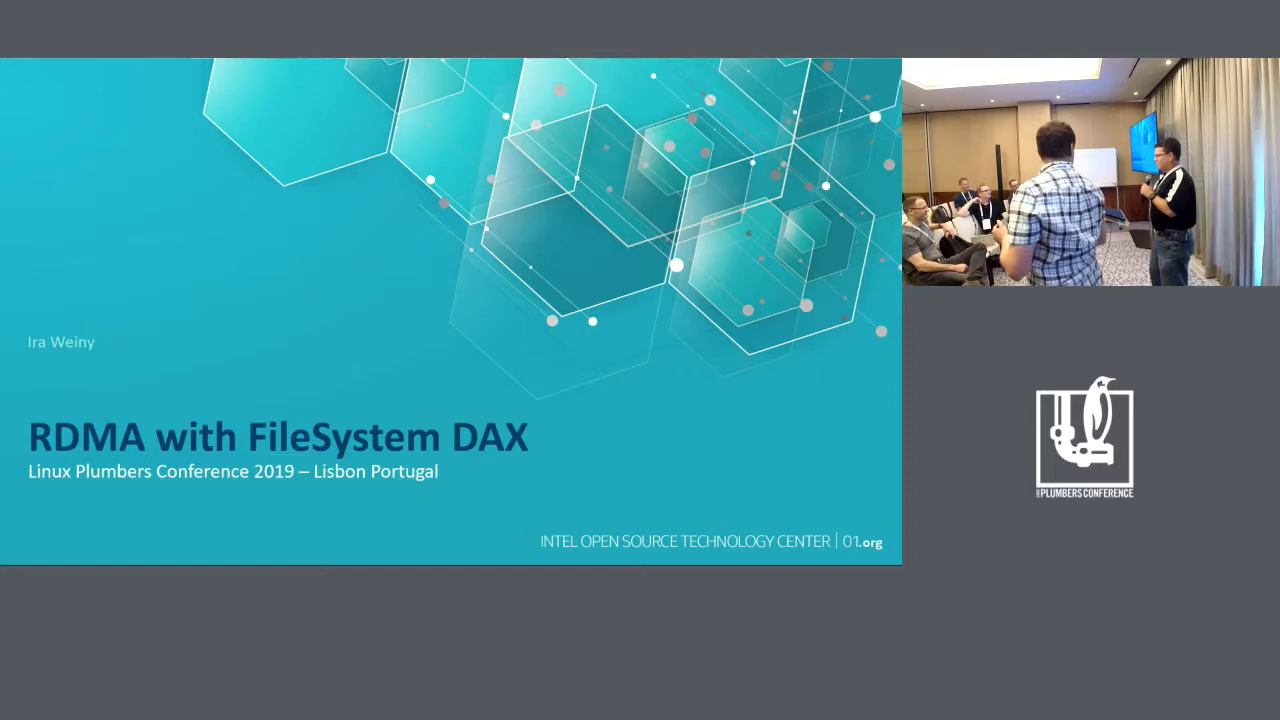 Ira Weiny
RDMA with FileSystem DAX
Linux Plumbers Conference 2019 – Lisbon Portugal
INTEL OPEN SOURCE TECHNOLOGY CENTER | 01.org
PLUMBERS CONFERENCE